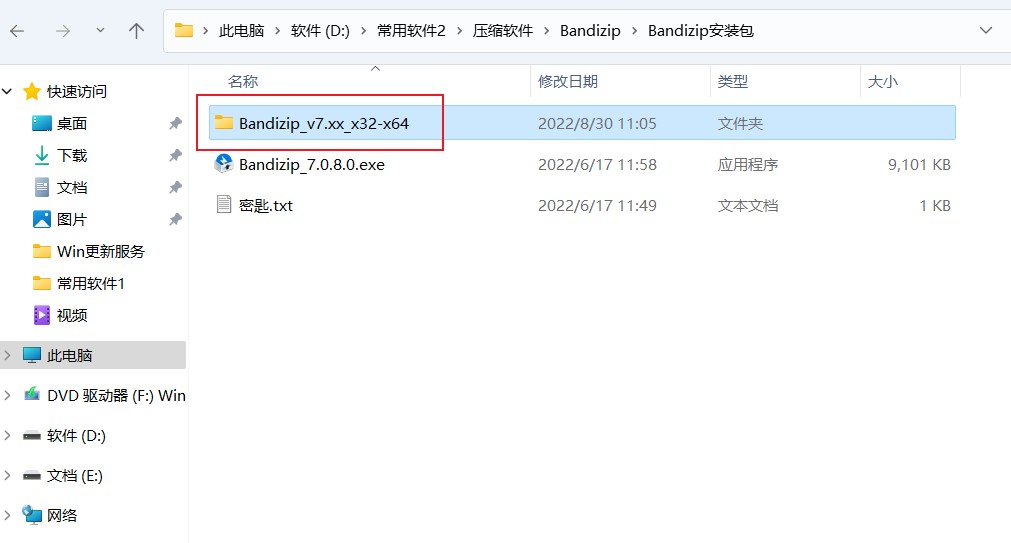 此电脑 › 软件 (D:) › 常用软件2 › 压缩软件 › Bandizip › Bandizip安装包
快速访问
桌面
下载
文档
图片
Win更新服务
常用软件1
视频
此电脑
DVD 驱动器 (F:) Win
软件 (D:)
文档 (E:)
网络
名称 修改日期 类型 大小
Bandizip_v7.xx_x32-x64 2022/8/30 11:05 文件夹
Bandizip_7.0.8.0.exe 2022/6/17 11:58 应用程序 9,101 KB
密匙.txt 2022/6/17 11:49 文本文档 1 KB